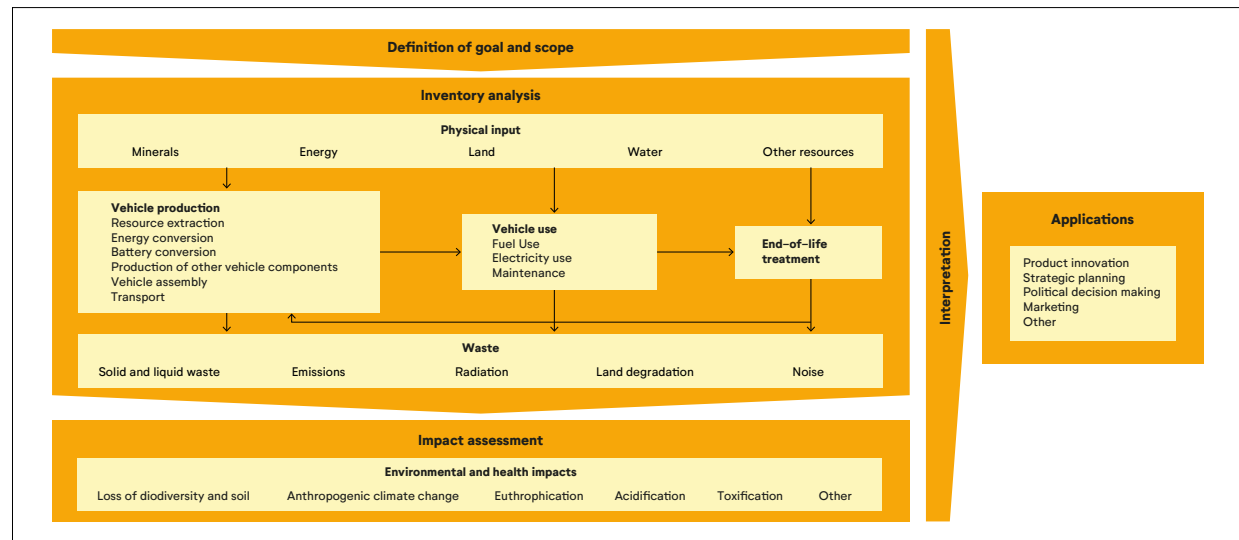 Definition of goal and scope
Inventory analysis
Physical input
Minerals Energy Land Water Other resources
Vehicle production
Resource extraction
Energy conversion
Battery conversion
Production of other vehicle components
Vehicle assembly
Transport
Vehicle use
Fuel Use
Electricity use
Maintenance
End-of-life
treatment
Waste
Solid and liquid waste Emissions Radiation Land degradation Noise
Impact assessment
Environmental and health impacts
Loss of diodiversity and soil Anthropogenic climate change Euthrophication Acidification Toxification Other
Interpretation
Applications
Product innovation
Strategic planning
Political decision making
Marketing
Other